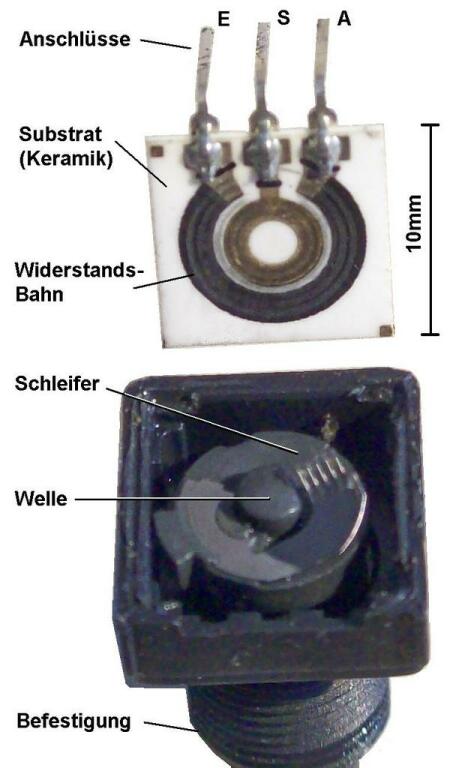 E S A
Anschlüsse
Substrat
(Keramik)
10mm
Widerstands-
Bahn
Schleifer
Welle
Befestigung